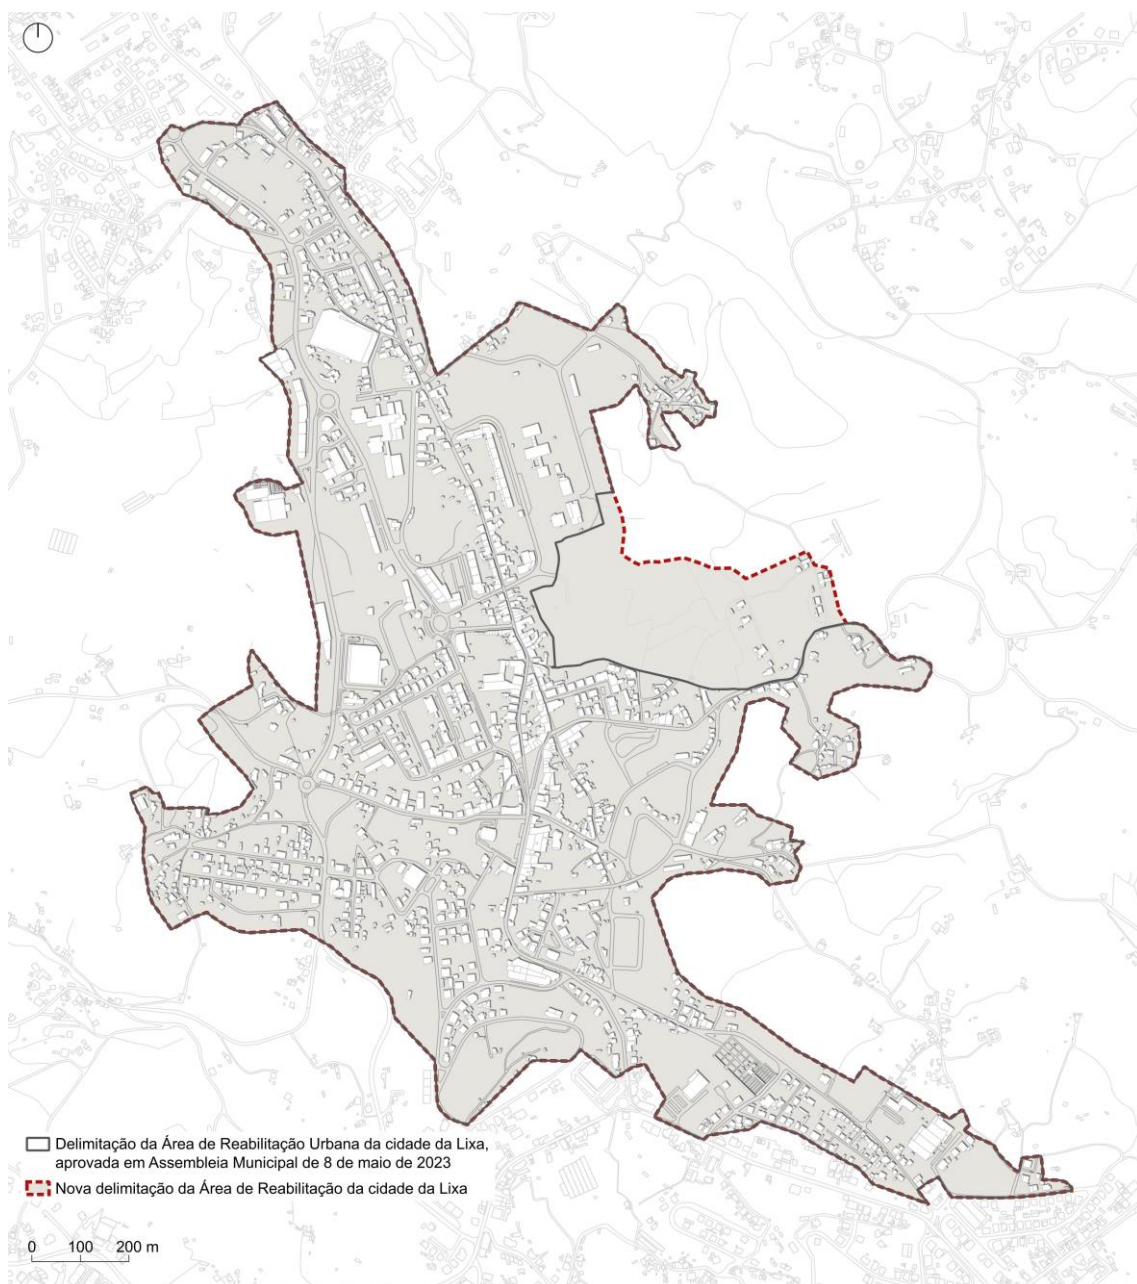 Delimitação da Área de Reabilitação Urbana da cidade da Lixa,
aprovada em Assembleia Municipal de 8 de maio de 2023
Nova delimitação da Área de Reabilitação da cidade da Lixa
0 100 200 m